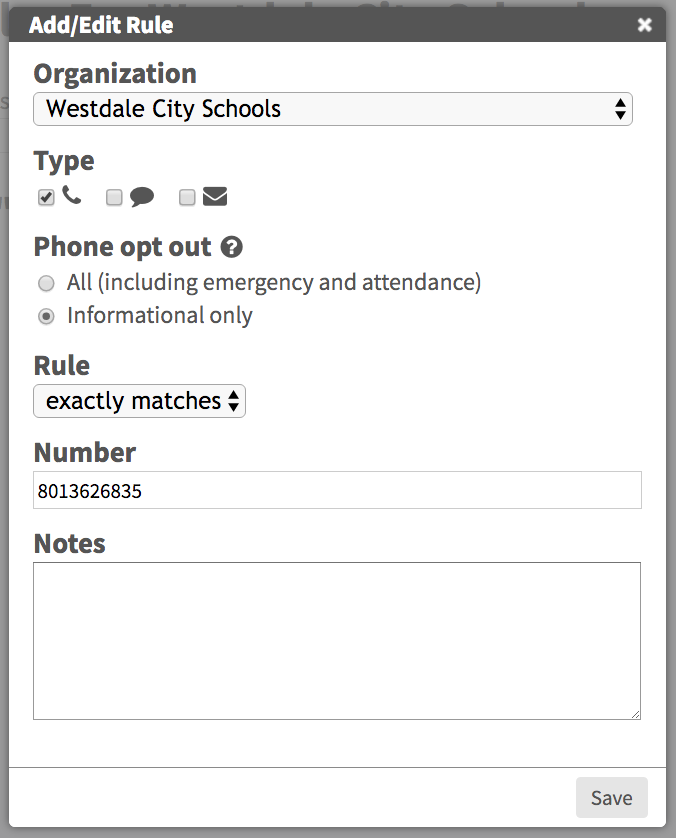 Add/Edit Rule
Organization
Westdale City Schools
Type
Phone opt out ?
All (including emergency and attendance)
Informational only
Rule
exactly matches
Number
8013626835
Notes
Save